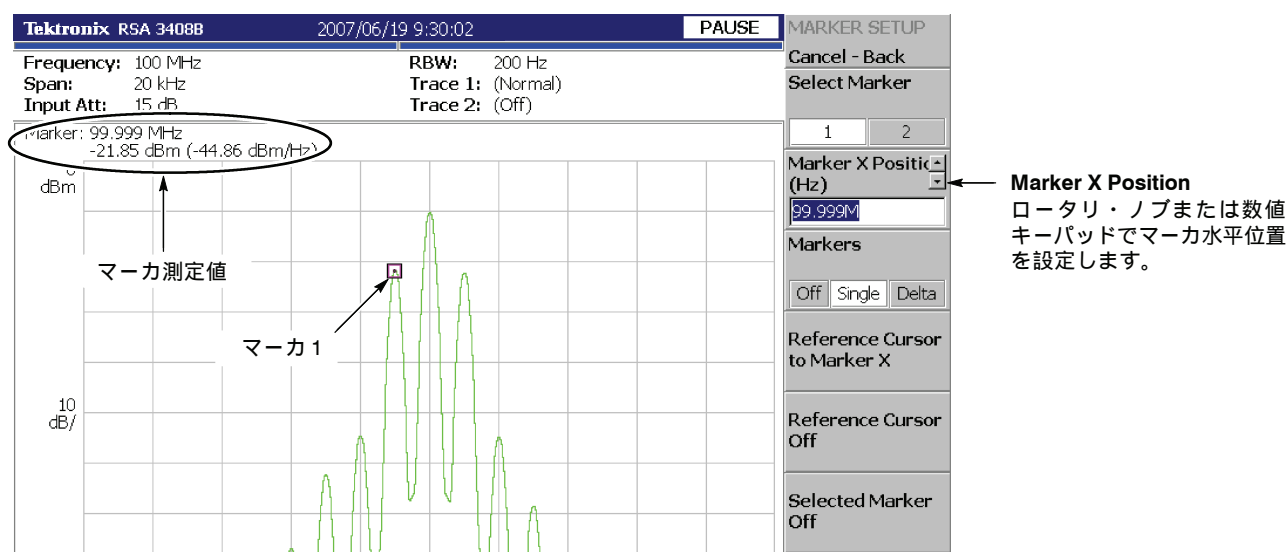 Tektronix RSA 3408B 2007/06/19 9:30:02 PAUSE
Frequency: 100 MHz RBW: 200 Hz
Span: 20 kHz Trace 1: (Normal)
Input Att: 15 dB Trace 2: (Off)
Marker: 99.999 MHz
-21.85 dBm (-44.86 dBm/Hz)
0
dBm
マーカ測定値
マーカ 1
10
dB/
MARKER SETUP
Cancel - Back
Select Marker
1 2
Marker X Positic
(Hz)
99.999M
Markers
Off Single Delta
Reference Cursor
to Marker X
Reference Cursor
Off
Selected Marker
Off
Marker X Position
ロータリ・ノブまたは数値
キーパッドでマーカ水平位置
を設定します。